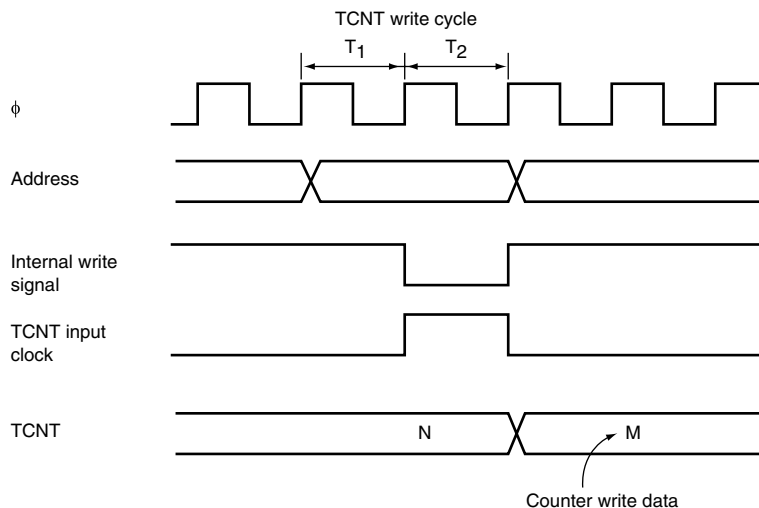 TCNT write cycle
T1 T2
ϕ
Address
Internal write
signal
TCNT input
clock
TCNT
N M
Counter write data